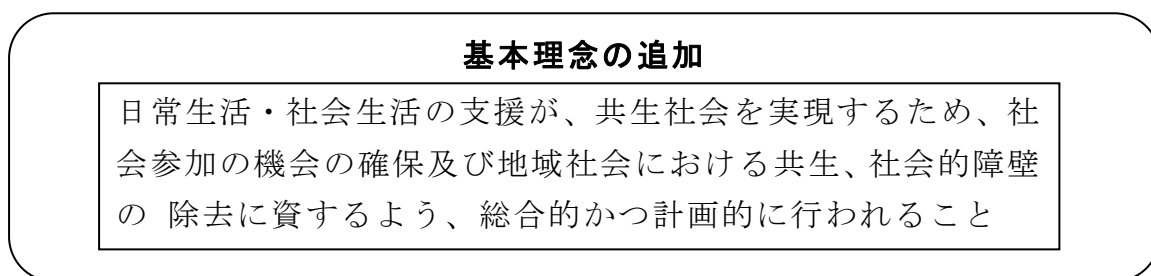 基本理念の追加
日常生活・社会生活の支援が、共生社会を実現するため、社
会参加の機会の確保及び地域社会における共生、社会的障壁
の 除去に資するよう、総合的かつ計画的に行われること